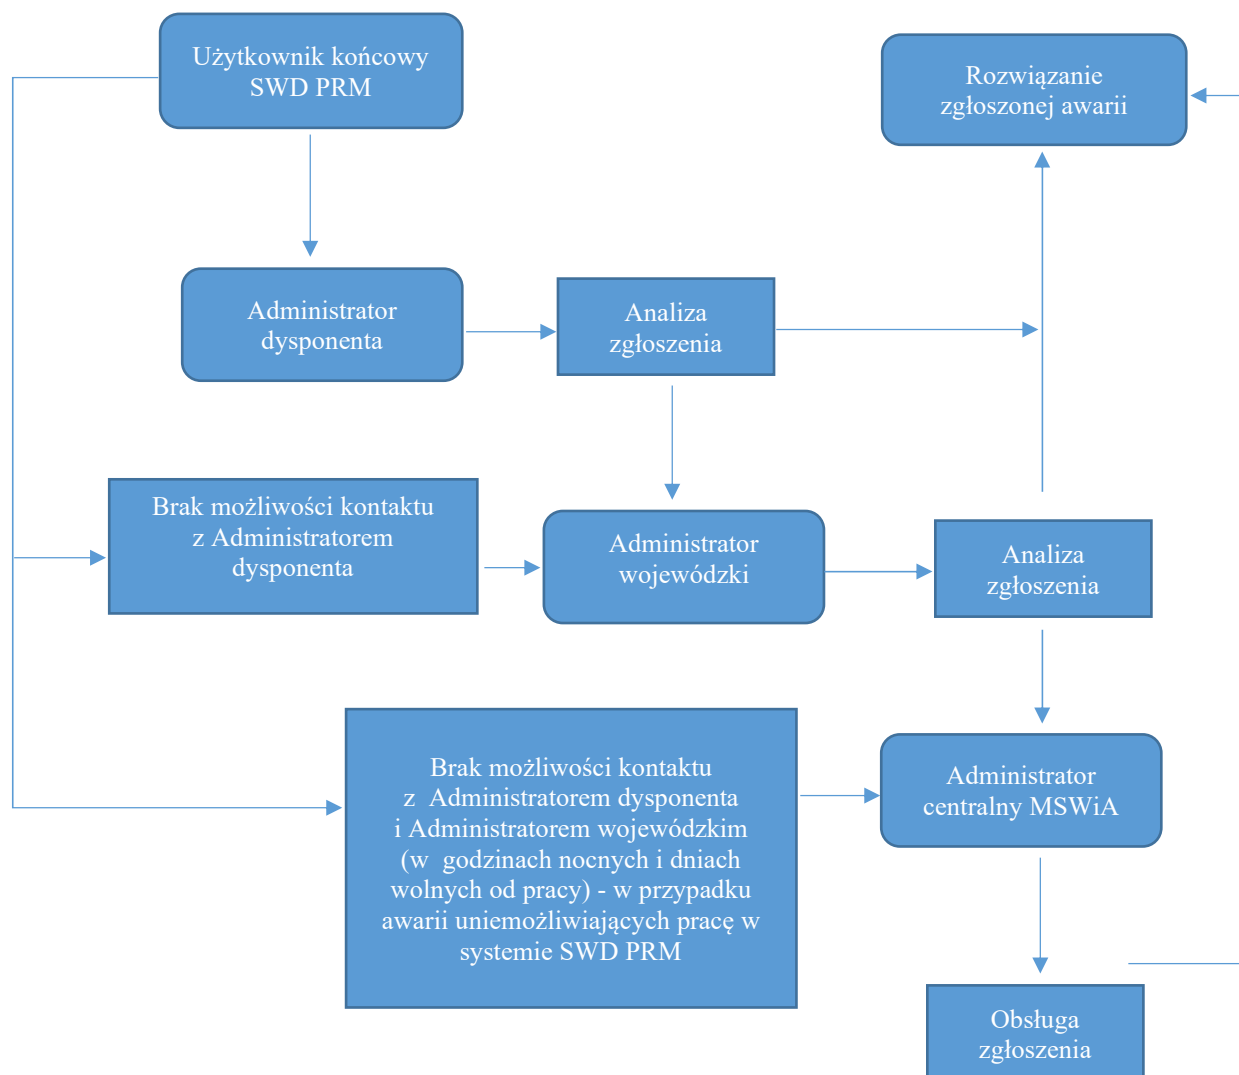 Użytkownik końcowy
SWD PRM
Rozwiązanie
zgłoszonej awarii
Administrator
dysponenta
Analiza
zgłoszenia
Brak możliwości kontaktu
z Administratorem
dysponenta
Administrator
wojewódzki
Analiza
zgłoszenia
Brak możliwości kontaktu
z Administratorem dysponenta
i Administratorem wojewódzkim
(w godzinach nocnych i dniach
wolnych od pracy) - w przypadku
awarii uniemożliwiających pracę w
systemie SWD PRM
Administrator
centralny MSWiA
Obsługa
zgłoszenia